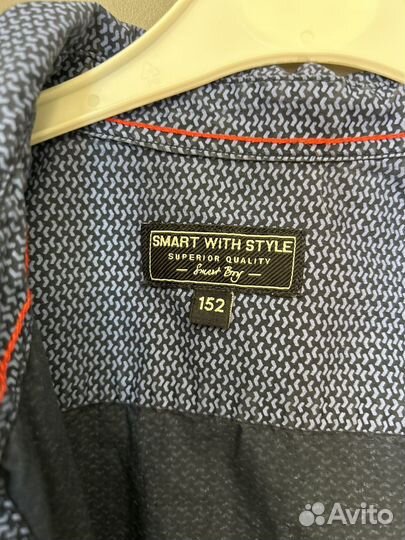 SMART WITH STYLE
SUPERIOR QUALITY
— Smart Boy —
152
Avito